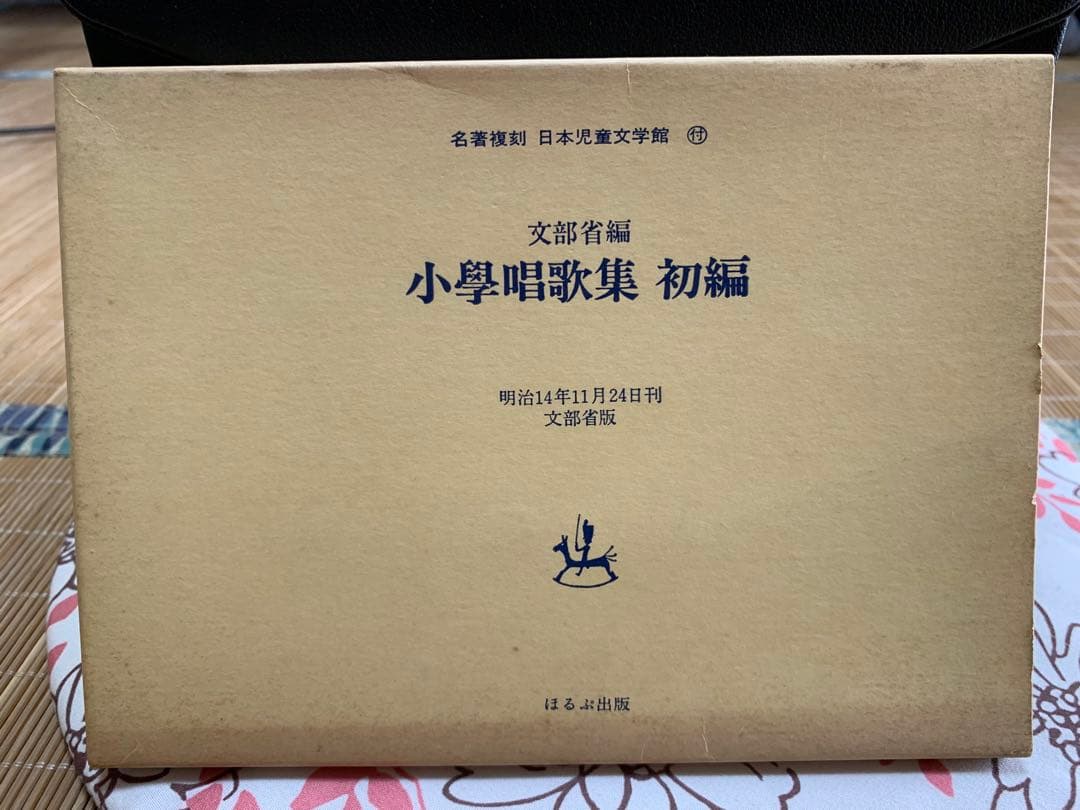 名著複刻 日本児童文学館 ㊉
文部省編
小學唱歌集 初編
明治14年11月24日刊
文部省版
ほるぷ出版